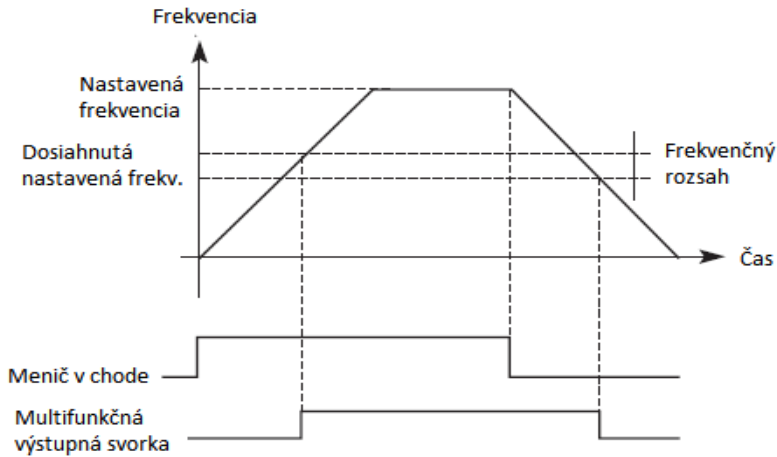 Frekvencia
Nastavená
frekvencia
Dosiahnutá
nastavená frekv.
Frekvenčný
rozsah
Čas
Menič v chode
Multifunkčná
výstupná svorka